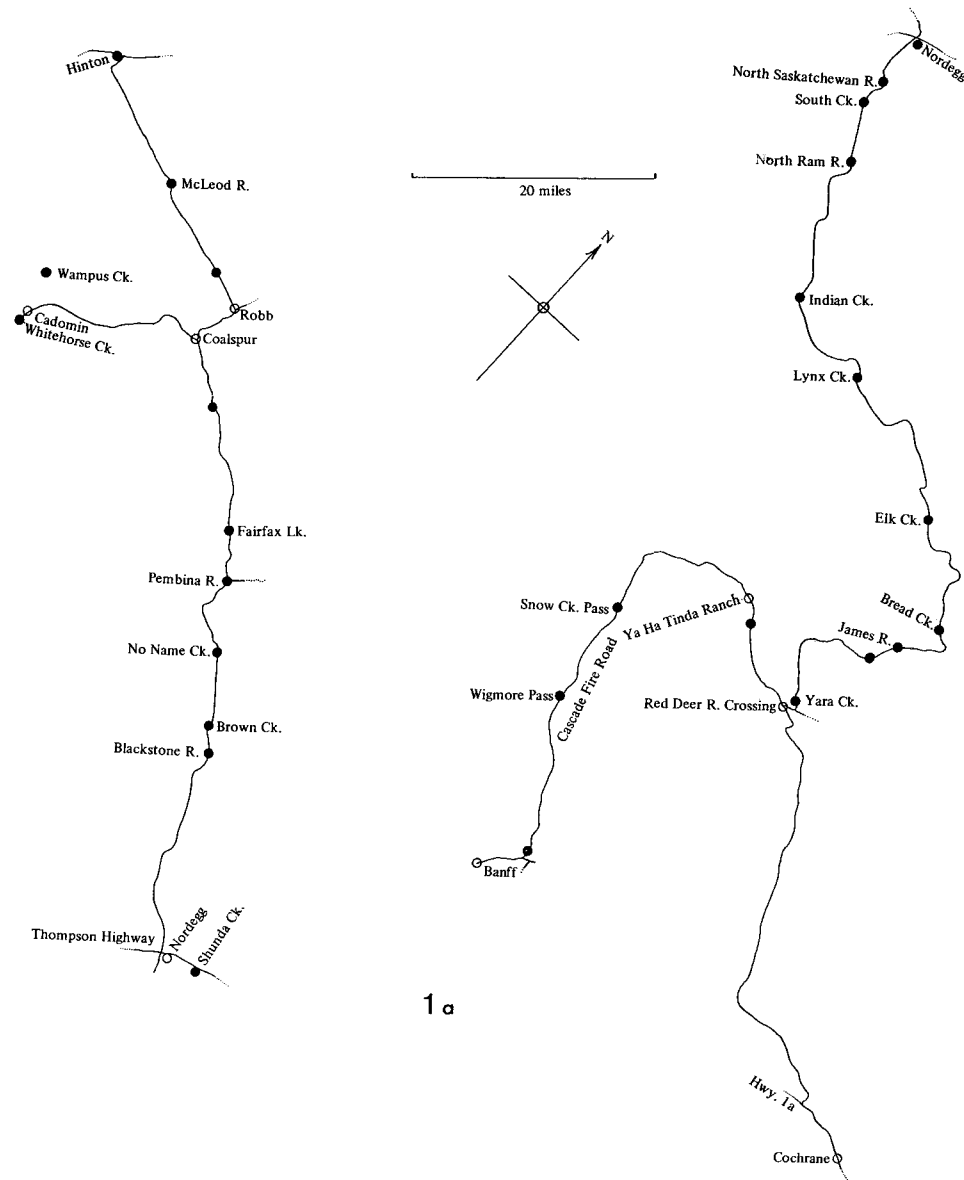 Hinton
McLeod R.
Wampus Ck.
Cadomin
Whitehorse Ck.
Robb
Coalspur
Fairfax Lk.
Pembina R.
No Name Ck.
Brown Ck.
Blackstone R.
Thompson Highway
Nordegg
Shunda Ck.
20 miles
N
Nordegg
North Saskatchewan R.
South Ck.
North Ram R.
Indian Ck.
Lynx Ck.
Elk Ck.
Bread Ck.
James R.
Yara Ck.
Red Deer R. Crossing
Ya Ha Tinda Ranch
Snow Ck. Pass
Cascade Fire Road
Wigmore Pass
Banff
Hwy. 1a
Cochrane
1a